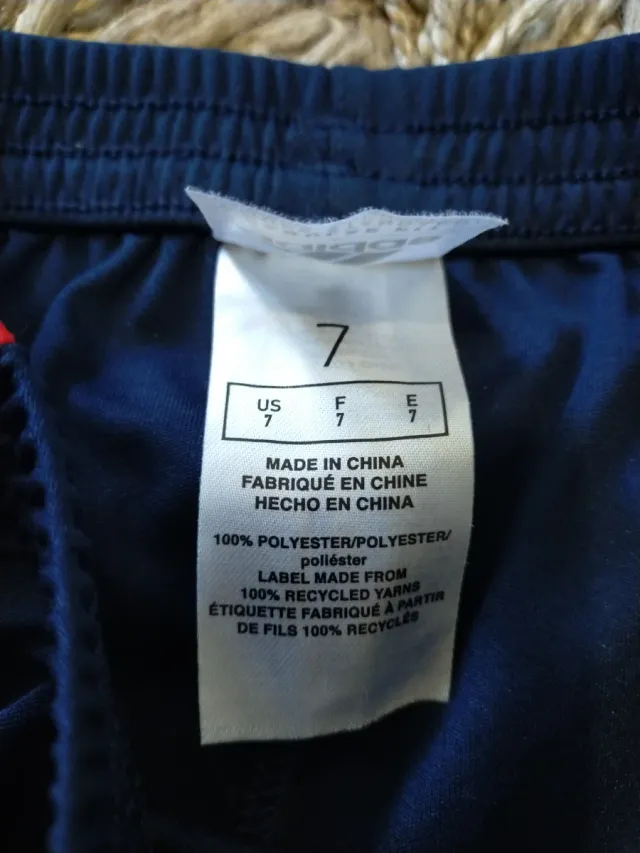 adidas
7
US F E
7 7 7
MADE IN CHINA
FABRIQUÉ EN CHINE
HECHO EN CHINA
100% POLYESTER/POLYESTER/
poliéster
LABEL MADE FROM
100% RECYCLED YARNS
ÉTIQUETTE FABRIQUÉ À PARTIR
DE FILS 100% RECYCLÉS